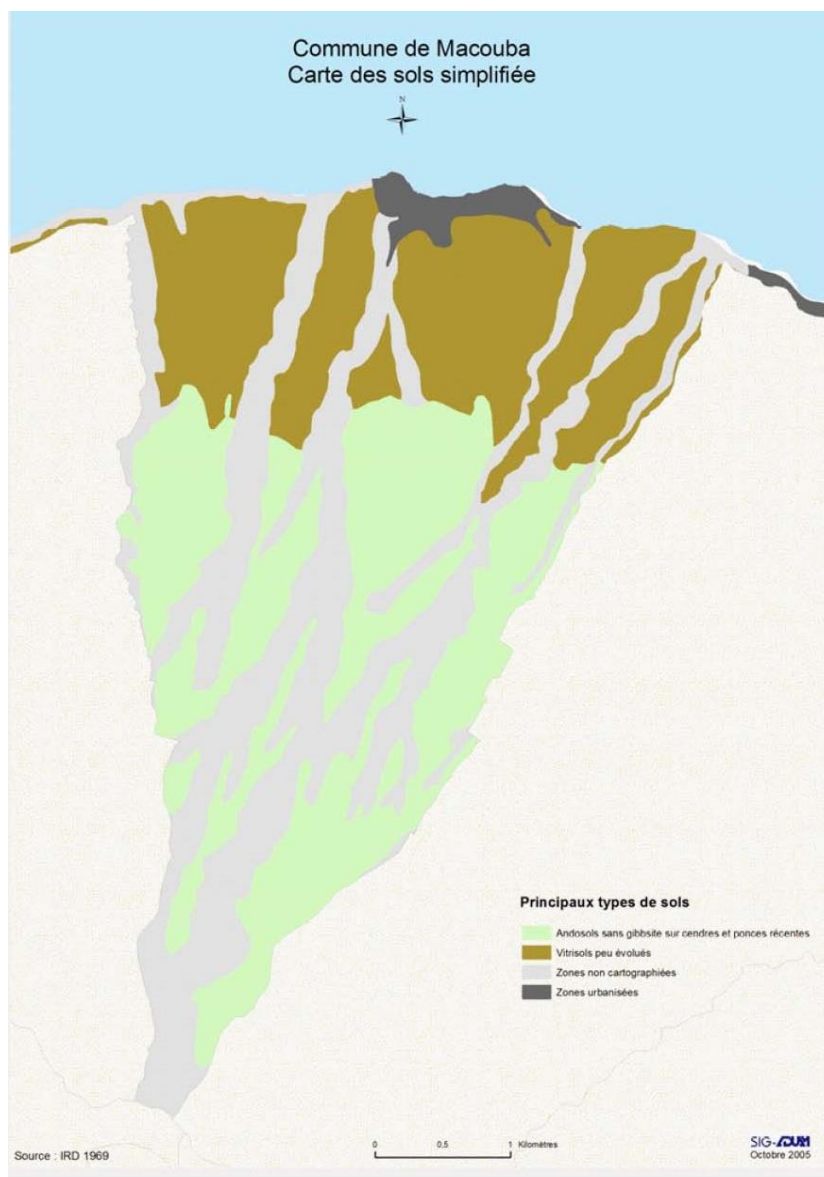 Commune de Macouba
Carte des sols simplifiée
N
Principaux types de sols
Andosols sans gibbsite sur cendres et ponces récentes
Vitrisols peu évolués
Zones non cartographiées
Zones urbanisées
0 0,5 1 Kilomètres
Source : IRD 1969
SIG-ADUAM
Octobre 2005